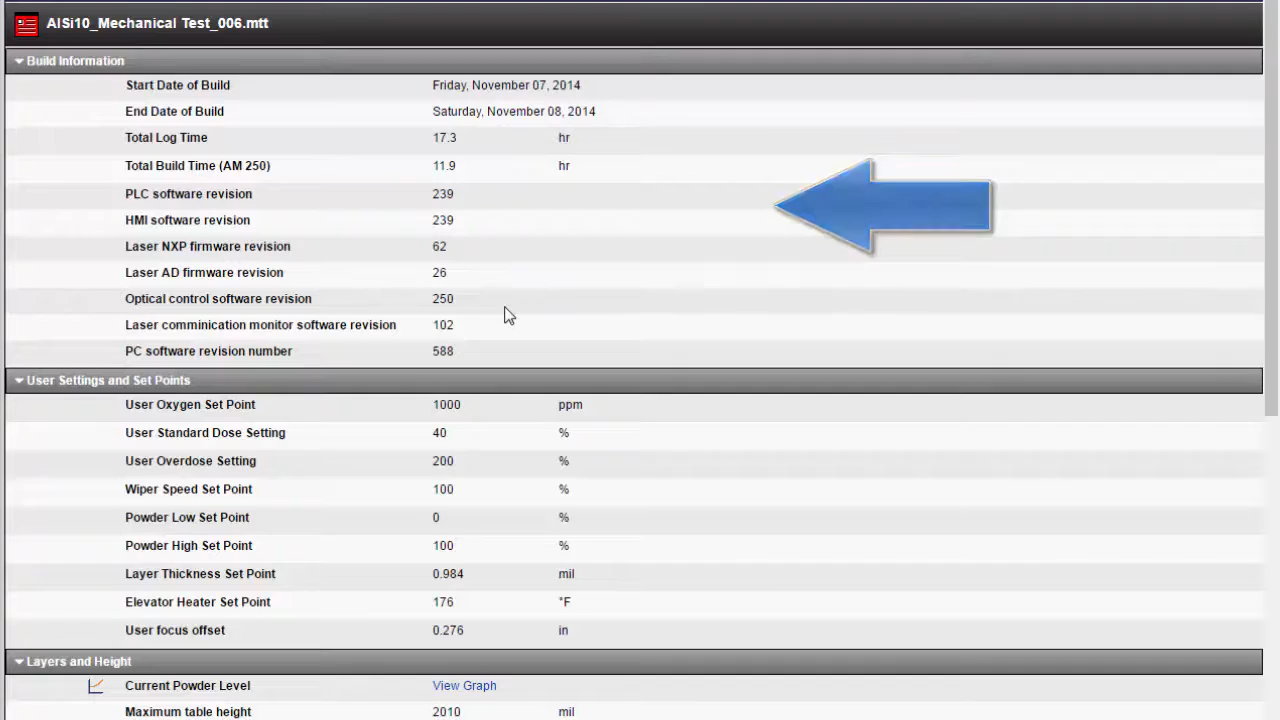 AlSi10_Mechanical Test_006.mtt
Build Information
Start Date of Build Friday, November 07, 2014
End Date of Build Saturday, November 08, 2014
Total Log Time 17.3 hr
Total Build Time (AM 250) 11.9 hr
PLC software revision 239
HMI software revision 239
Laser NXP firmware revision 62
Laser AD firmware revision 26
Optical control software revision 250
Laser comminication monitor software revision 102
PC software revision number 588
User Settings and Set Points
User Oxygen Set Point 1000 ppm
User Standard Dose Setting 40 %
User Overdose Setting 200 %
Wiper Speed Set Point 100 %
Powder Low Set Point 0 %
Powder High Set Point 100 %
Layer Thickness Set Point 0.984 mil
Elevator Heater Set Point 176 °F
User focus offset 0.276 in
Layers and Height
Current Powder Level View Graph
Maximum table height 2010 mil